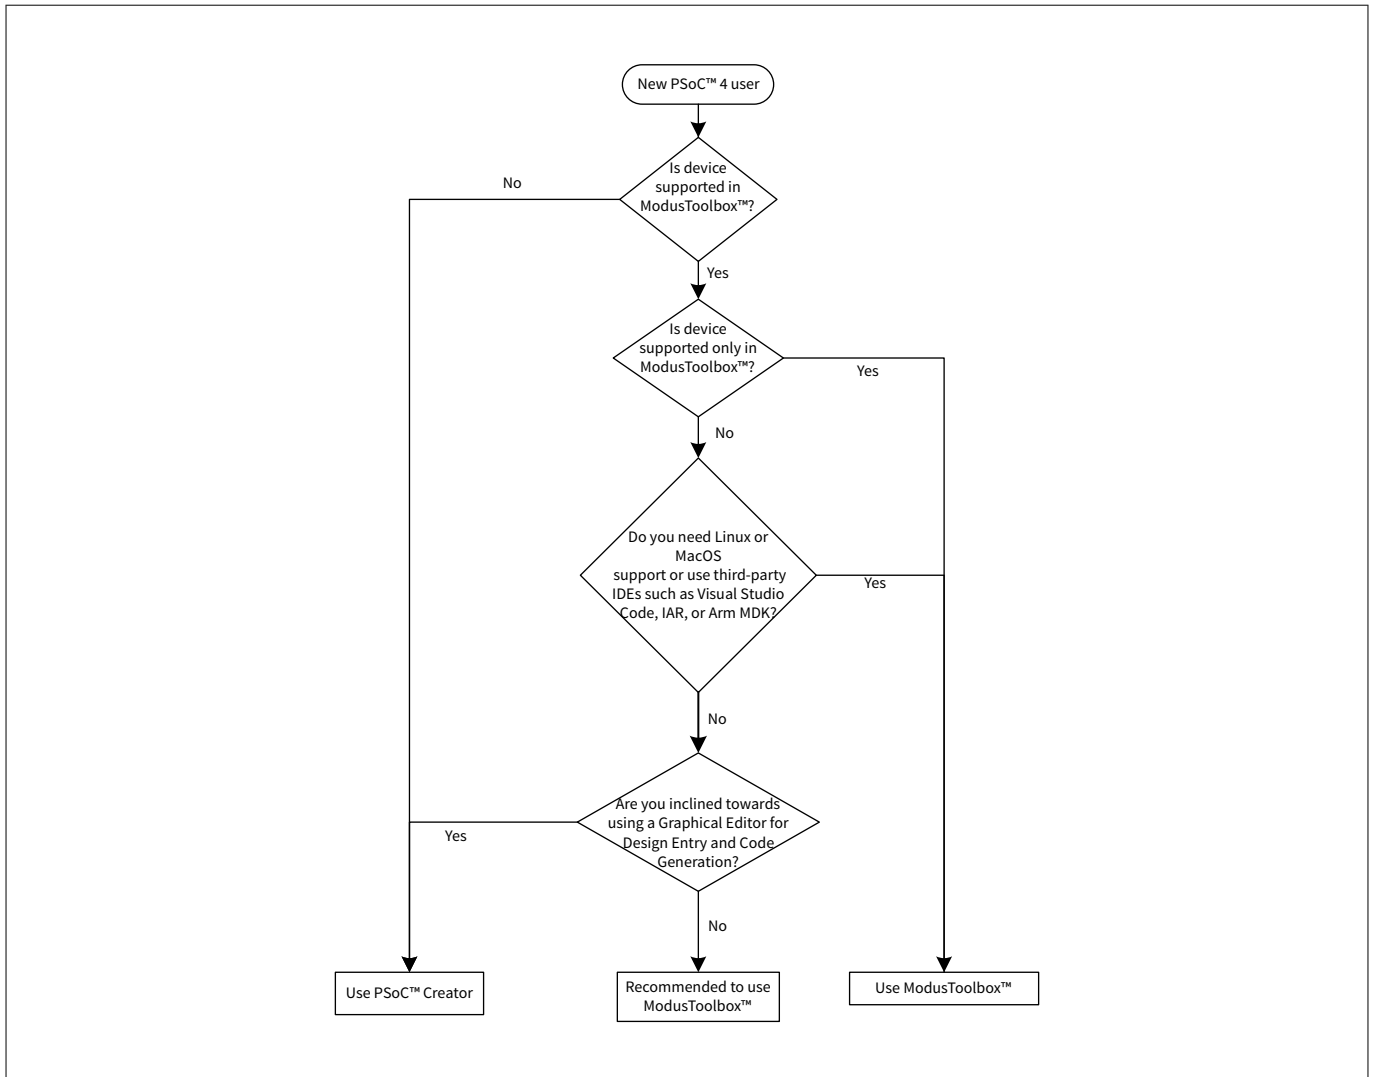 New PSoC™ 4 user
Is device
supported in
ModusToolbox™?
No
Yes
Is device
supported only in
ModusToolbox™?
Yes
No
Do you need Linux or
MacOS
support or use third-party
IDEs such as Visual Studio
Code, IAR, or Arm MDK?
Yes
No
Are you inclined towards
using a Graphical Editor for
Design Entry and Code
Generation?
Yes
No
Use PSoC™ Creator
Recommended to use
ModusToolbox™
Use ModusToolbox™